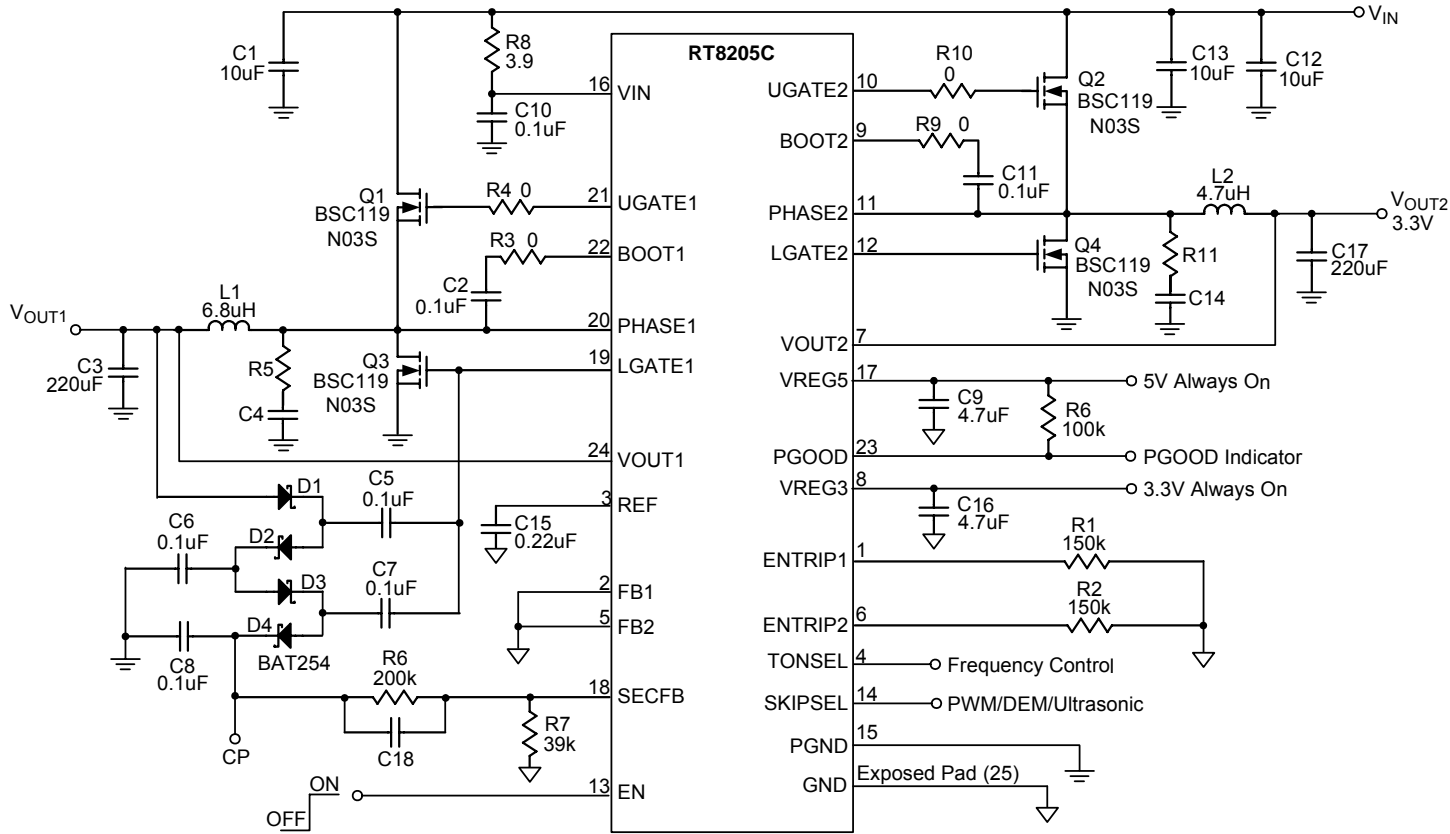 VIN
C1
10uF
R8
3.9
RT8205C
R10
0
C13
10uF
C12
10uF
16
VIN
C10
0.1uF
UGATE2
10
Q2
BSC119
N03S
BOOT2
9
R9 0
C11
0.1uF
Q1
BSC119
N03S
R4 0
21
UGATE1
PHASE2
11
L2
4.7uH
VOUT2
3.3V
R3 0
22
BOOT1
LGATE2
12
Q4
BSC119
N03S
R11
C14
C17
220uF
C2
0.1uF
VOUT1
L1
6.8uH
20
PHASE1
VOUT2
7
C3
220uF
R5
C4
Q3
BSC119
N03S
19
LGATE1
VREG5
17
5V Always On
C9
4.7uF
R6
100k
24
VOUT1
PGOOD
23
PGOOD Indicator
D1
C5
0.1uF
VREG3
8
3.3V Always On
3
REF
C15
0.22uF
C16
4.7uF
C6
0.1uF
D2
R1
150k
ENTRIP1
1
D3
C7
0.1uF
2
FB1
R2
150k
5
FB2
ENTRIP2
6
D4
BAT254
C8
0.1uF
TONSEL
4
Frequency Control
R6
200k
18
SECFB
SKIPSEL
14
PWM/DEM/Ultrasonic
C18
R7
39k
CP
PGND
15
GND
Exposed Pad (25)
ON
OFF
13
EN